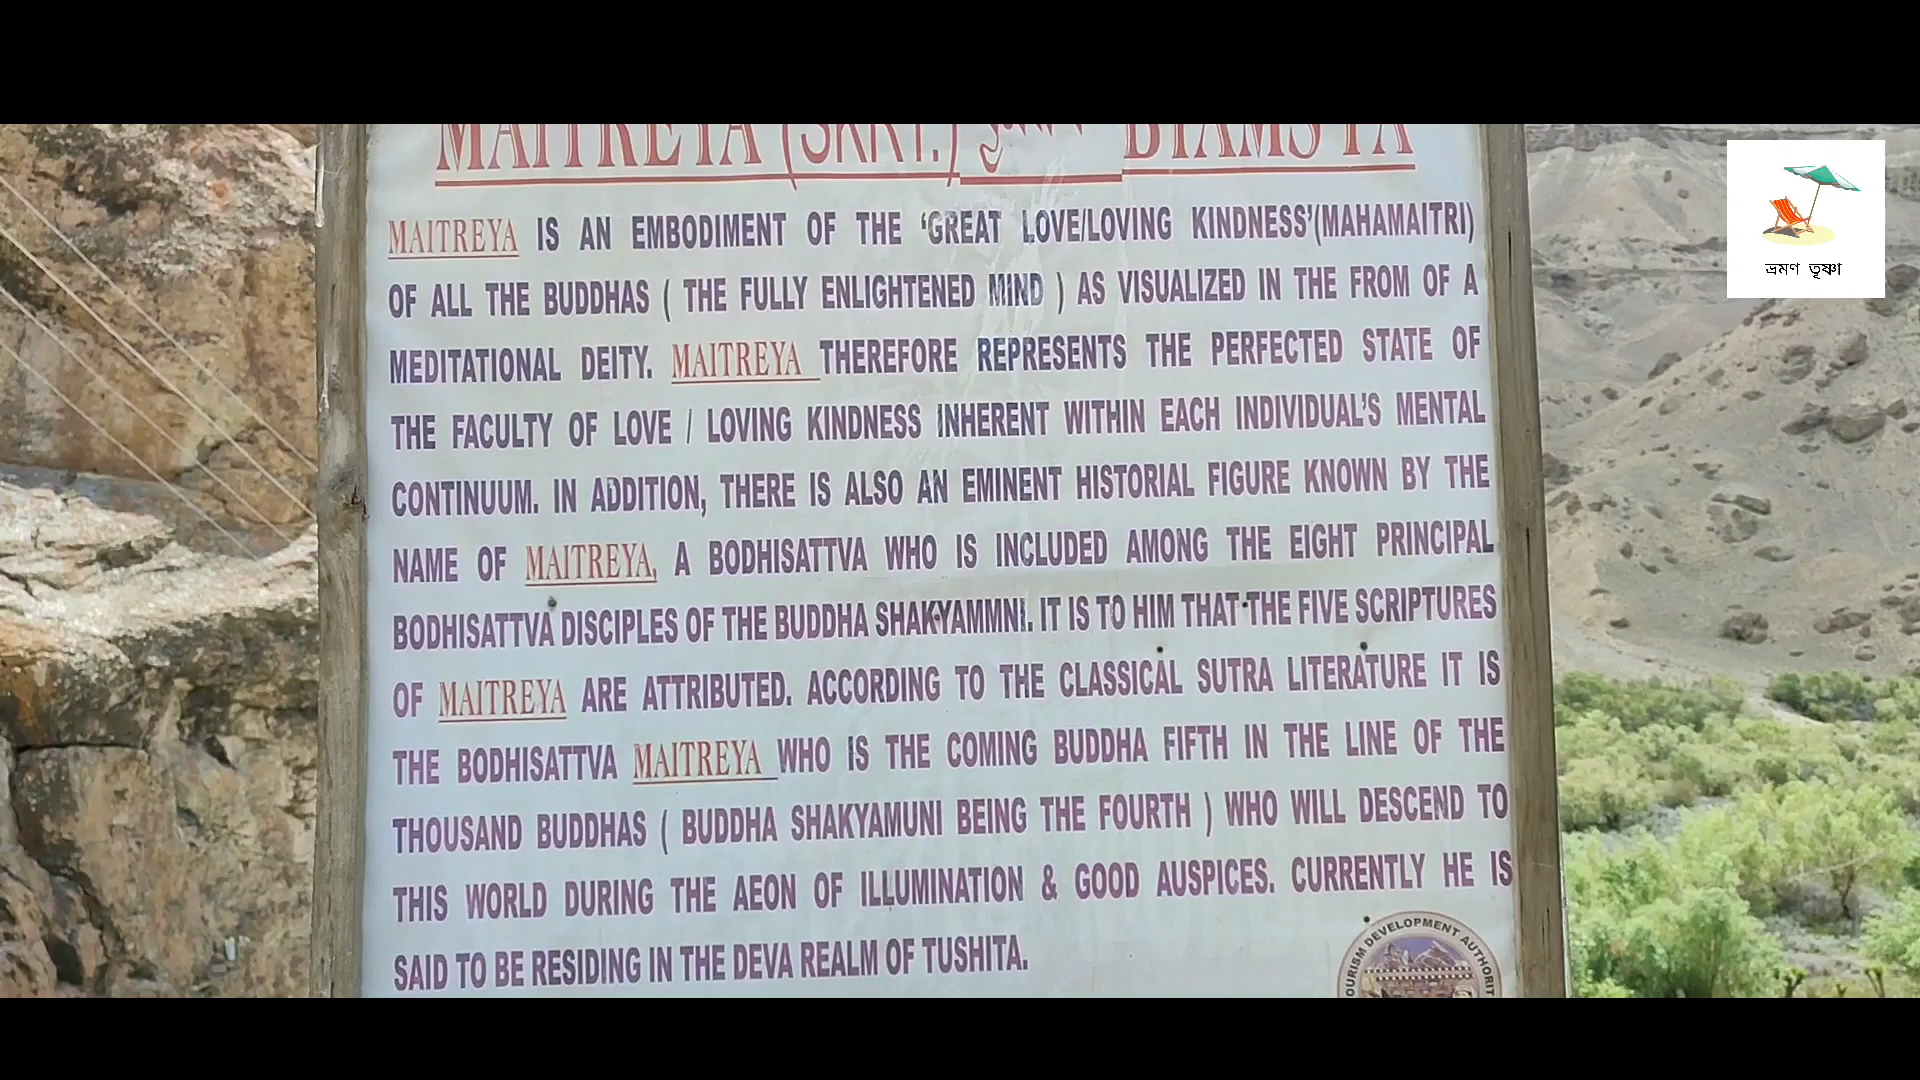 MAITREYA (SKRT.) BYAMS PA
MAITREYA IS AN EMBODIMENT OF THE ‘GREAT LOVE/LOVING KINDNESS’(MAHAMAITRI)
OF ALL THE BUDDHAS ( THE FULLY ENLIGHTENED MIND ) AS VISUALIZED IN THE FROM OF A
MEDITATIONAL DEITY. MAITREYA THEREFORE REPRESENTS THE PERFECTED STATE OF
THE FACULTY OF LOVE / LOVING KINDNESS INHERENT WITHIN EACH INDIVIDUAL’S MENTAL
CONTINUUM. IN ADDITION, THERE IS ALSO AN EMINENT HISTORIAL FIGURE KNOWN BY THE
NAME OF MAITREYA, A BODHISATTVA WHO IS INCLUDED AMONG THE EIGHT PRINCIPAL
BODHISATTVA DISCIPLES OF THE BUDDHA SHAKYAMMNI. IT IS TO HIM THAT THE FIVE SCRIPTURES
OF MAITREYA ARE ATTRIBUTED. ACCORDING TO THE CLASSICAL SUTRA LITERATURE IT IS
THE BODHISATTVA MAITREYA WHO IS THE COMING BUDDHA FIFTH IN THE LINE OF THE
THOUSAND BUDDHAS ( BUDDHA SHAKYAMUNI BEING THE FOURTH ) WHO WILL DESCEND TO
THIS WORLD DURING THE AEON OF ILLUMINATION & GOOD AUSPICES. CURRENTLY HE IS
SAID TO BE RESIDING IN THE DEVA REALM OF TUSHITA.
OURISM DEVELOPMENT AUTHORIT
ভ্রমণ তৃষ্ণা